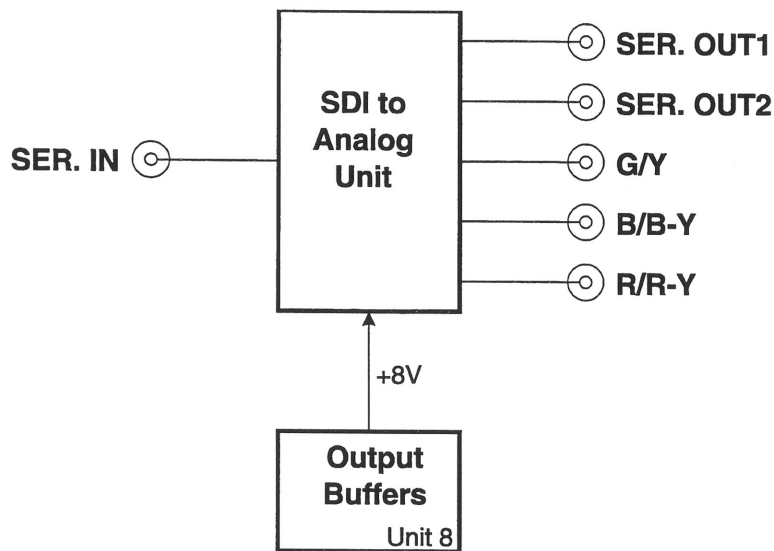 SER. IN
SDI to
Analog
Unit
SER. OUT1
SER. OUT2
G/Y
B/B-Y
R/R-Y
+8V
Output
Buffers
Unit 8